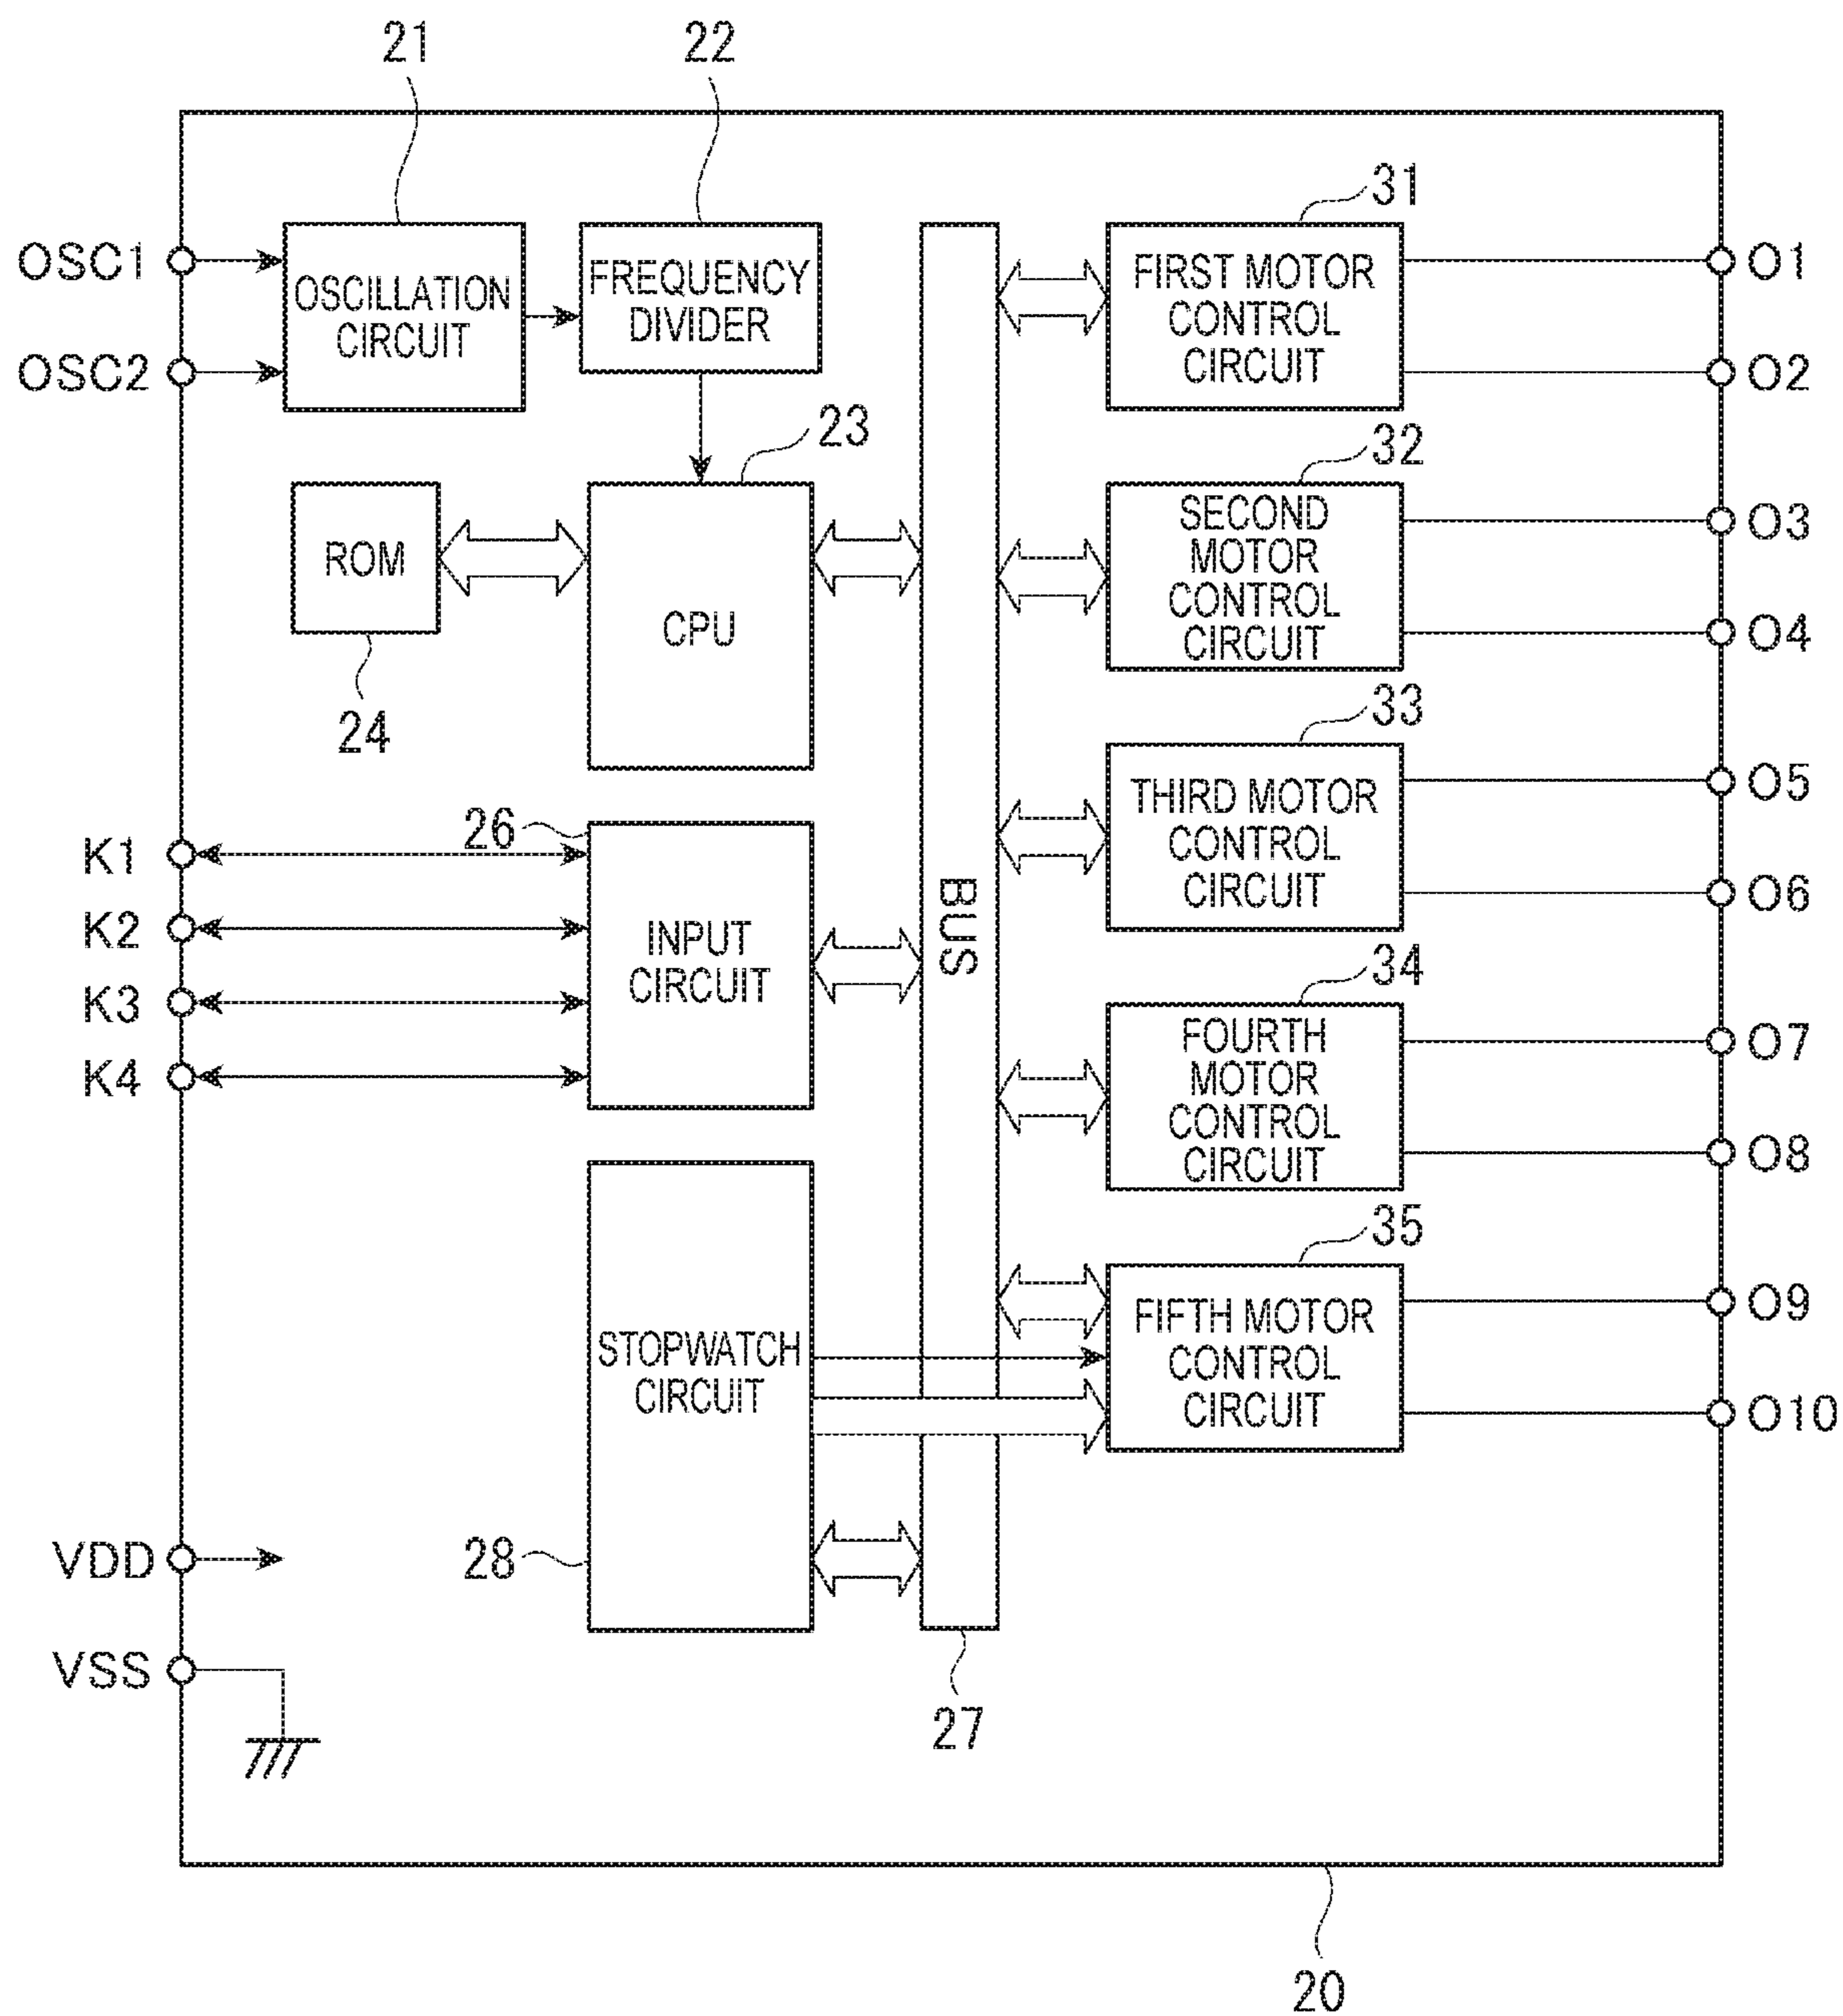 21
22
OSC1
OSC2
OSCILLATION
CIRCUIT
FREQUENCY
DIVIDER
23
ROM
24
CPU
K1
K2
K3
K4
26
INPUT
CIRCUIT
STOPWATCH
CIRCUIT
28
VDD
VSS
BUS
27
31
FIRST MOTOR
CONTROL
CIRCUIT
O1
O2
32
SECOND
MOTOR
CONTROL
CIRCUIT
O3
O4
33
THIRD MOTOR
CONTROL
CIRCUIT
O5
O6
34
FOURTH
MOTOR
CONTROL
CIRCUIT
O7
O8
35
FIFTH MOTOR
CONTROL
CIRCUIT
O9
O10
20